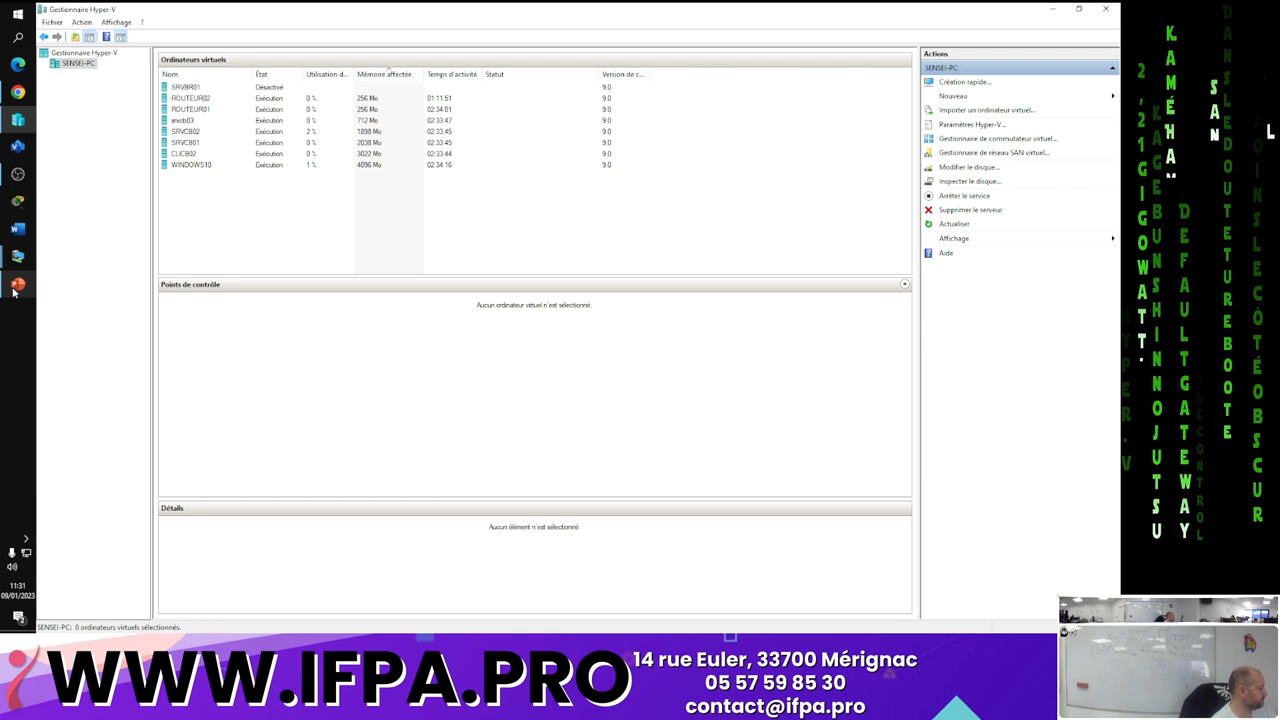 Gestionnaire Hyper-V
Fichier Action Affichage ?
Gestionnaire Hyper-V
SENSEI-PC
Ordinateurs virtuels
Nom État Utilisation d... Mémoire affectée Temps d'activité Statut Version de c...
SRVBR01 Désactivé 9.0
ROUTEUR02 Exécution 0 % 256 Mo 01:11:51 9.0
ROUTEUR01 Exécution 0 % 256 Mo 02:34:01 9.0
srvcb03 Exécution 0 % 712 Mo 02:33:47 9.0
SRVCB02 Exécution 2 % 1898 Mo 02:33:45 9.0
SRVCB01 Exécution 0 % 2038 Mo 02:33:45 9.0
CLICB02 Exécution 0 % 3022 Mo 02:33:44 9.0
WINDOWS10 Exécution 1 % 4096 Mo 02:34:16 9.0
Points de contrôle
Aucun ordinateur virtuel n'est sélectionné.
Détails
Aucun élément n'est sélectionné.
Actions
SENSEI-PC
Création rapide...
Nouveau
Importer un ordinateur virtuel...
Paramètres Hyper-V...
Gestionnaire de commutateur virtuel...
Gestionnaire de réseau SAN virtuel...
Modifier le disque...
Inspecter le disque...
Arrêter le service
Supprimer le serveur
Actualiser
Affichage
Aide
11:31
09/01/2023
SENSEI-PC: 0 ordinateurs virtuels sélectionnés.
HYPER-V
2,21GIGOWATT.
KAGEBUNSHINNOJUTSU
KAMÉHAM
DEFAULTGATEWAY
SAN
DANSLEDOUTEREBOOTE
JOINSLECÔTÉOBSCUR
L
WWW.IFPA.PRO
14 rue Euler, 33700 Mérignac
05 57 59 85 30
contact@ifpa.pro